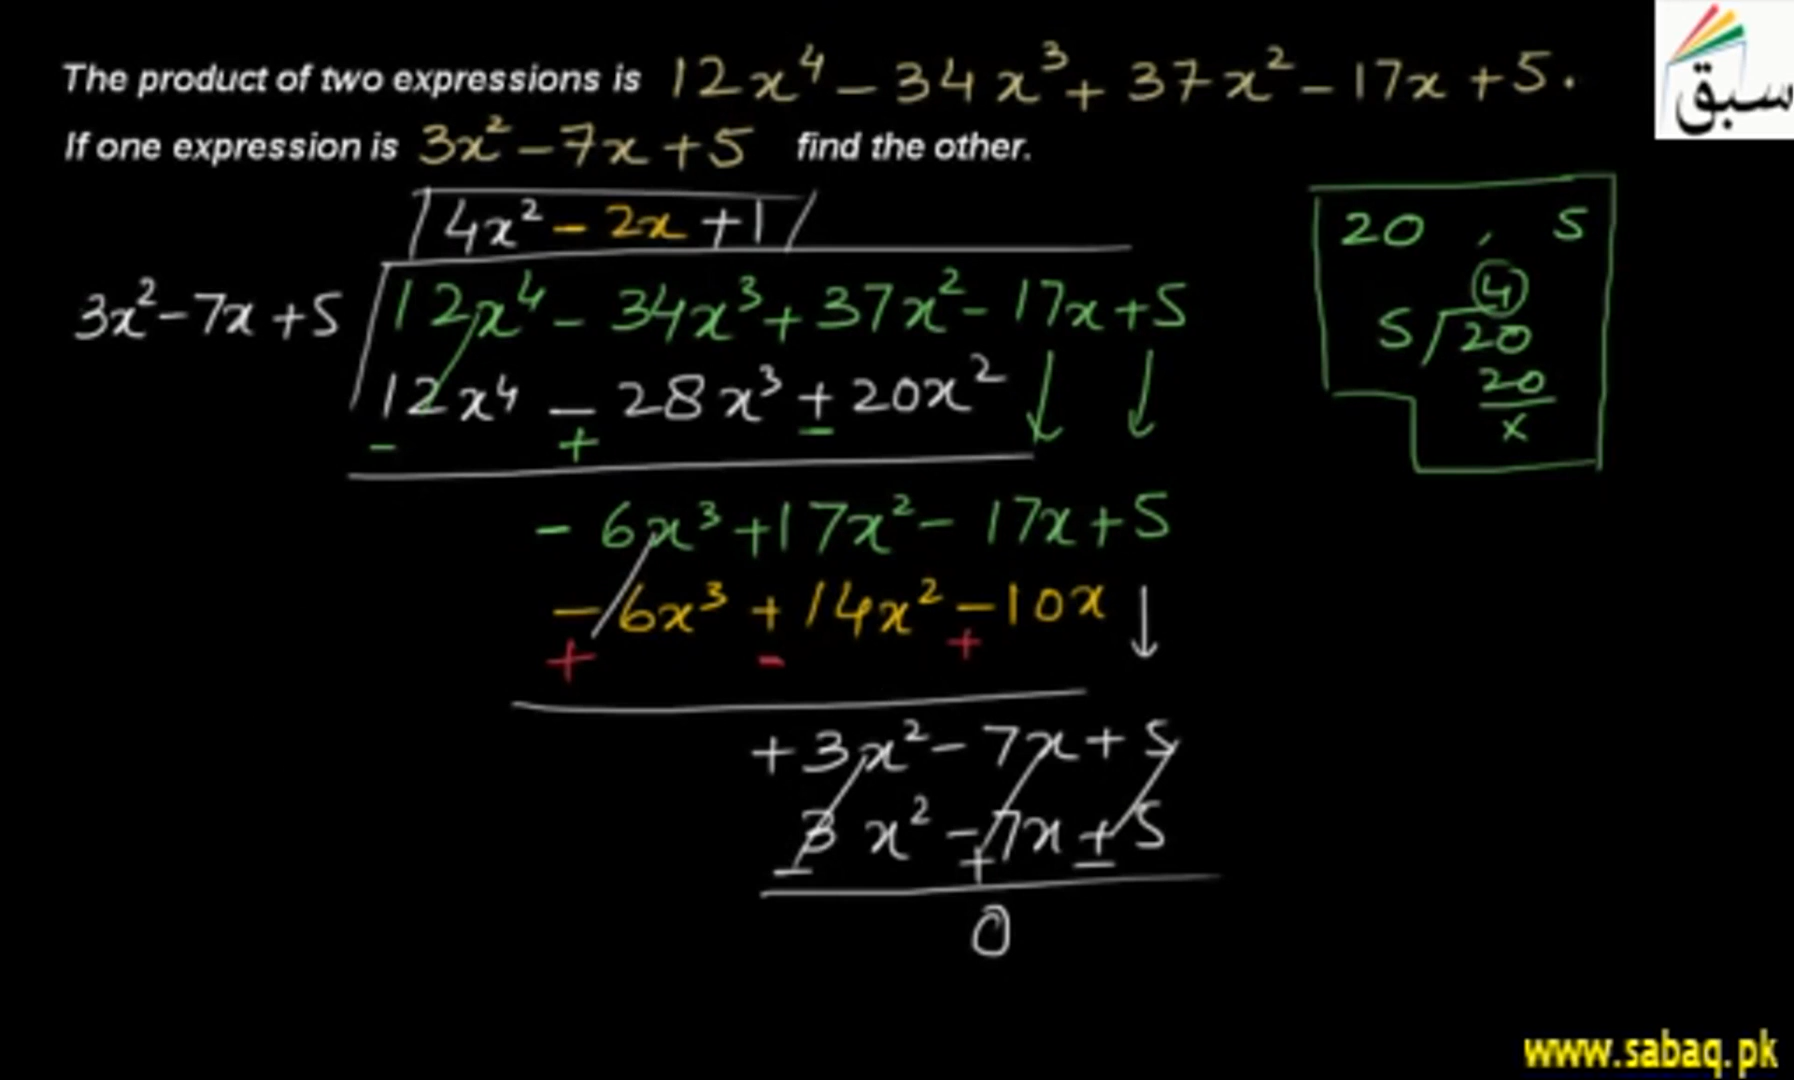 The product of two expressions is 12x⁴ - 34x³ + 37x² - 17x + 5.
If one expression is 3x² - 7x + 5 find the other.
سبق
4x² - 2x + 1
3x² - 7x + 5
12x⁴ - 34x³ + 37x² - 17x + 5
12x⁴ - 28x³ + 20x²
- + -
- 6x³ + 17x² - 17x + 5
- 6x³ + 14x² - 10x
+ - +
+ 3x² - 7x + 5
3x² - 7x + 5
- + -
0
20 , 5
4
5 20
20
x
www.sabaq.pk